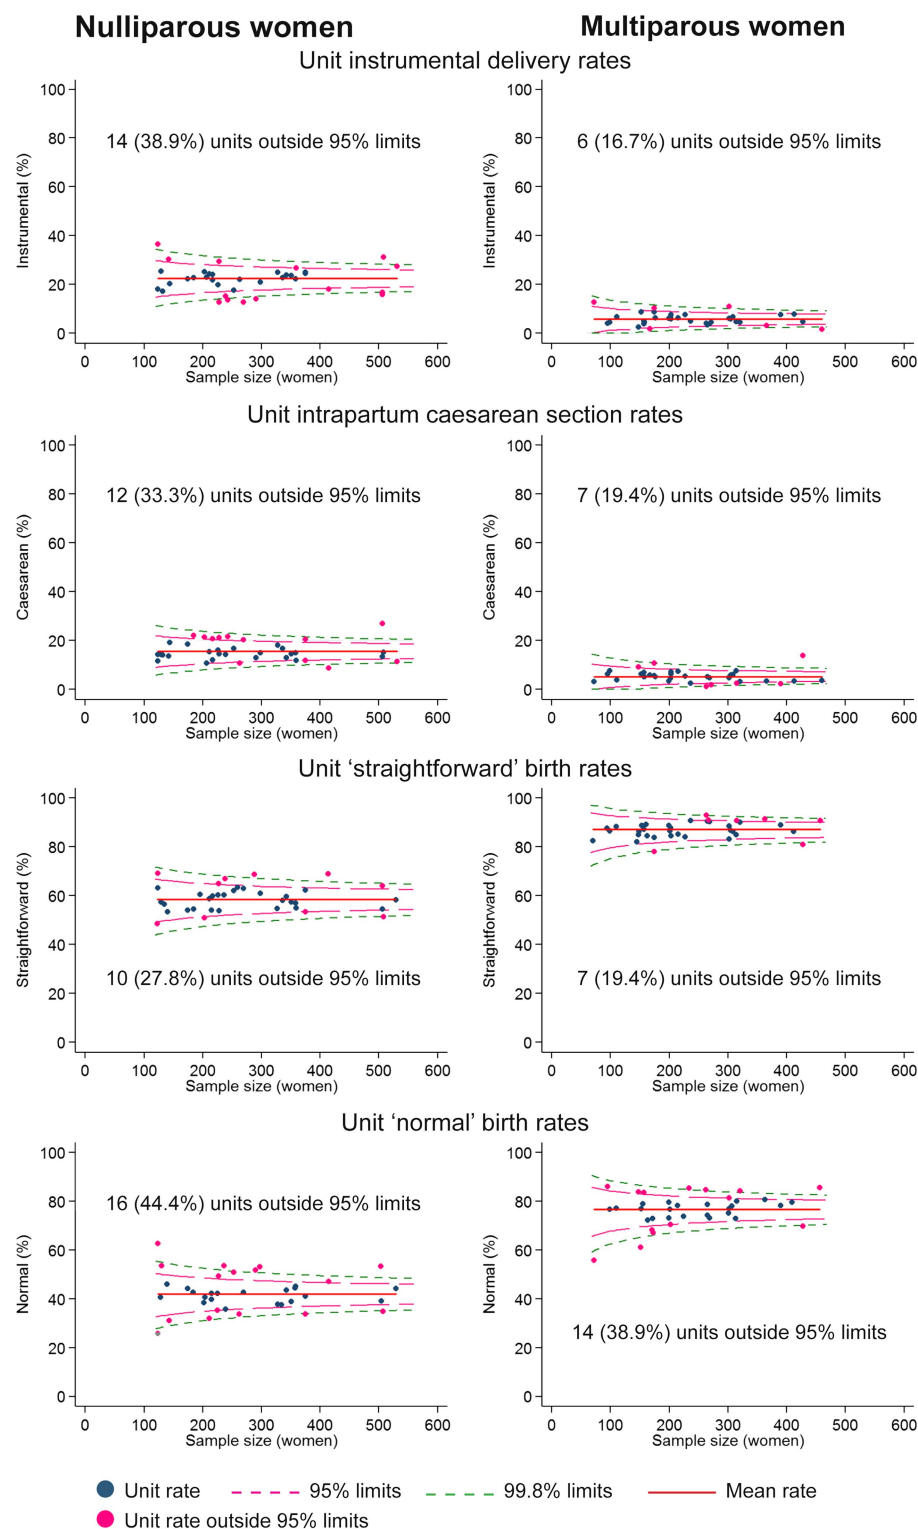 Nulliparous women Multiparous women
Unit instrumental delivery rates
100 100
14 (38.9%) units outside 95% limits 6 (16.7%) units outside 95% limits
80 80
60 60
40 40
20 20
0 0
Instrumental (%) Instrumental (%)
0 100 200 300 400 500 600 0 100 200 300 400 500 600
Sample size (women) Sample size (women)
Unit intrapartum caesarean section rates
100 100
12 (33.3%) units outside 95% limits 7 (19.4%) units outside 95% limits
80 80
60 60
40 40
20 20
0 0
Caesarean (%) Caesarean (%)
0 100 200 300 400 500 600 0 100 200 300 400 500 600
Sample size (women) Sample size (women)
Unit ‘straightforward’ birth rates
100 100
80 80
60 60
40 40
10 (27.8%) units outside 95% limits 7 (19.4%) units outside 95% limits
20 20
0 0
Straightforward (%) Straightforward (%)
0 100 200 300 400 500 600 0 100 200 300 400 500 600
Sample size (women) Sample size (women)
Unit ‘normal’ birth rates
100 100
16 (44.4%) units outside 95% limits
80 80
60 60
40 40
14 (38.9%) units outside 95% limits
20 20
0 0
Normal (%) Normal (%)
0 100 200 300 400 500 600 0 100 200 300 400 500 600
Sample size (women) Sample size (women)
Unit rate 95% limits 99.8% limits Mean rate
Unit rate outside 95% limits